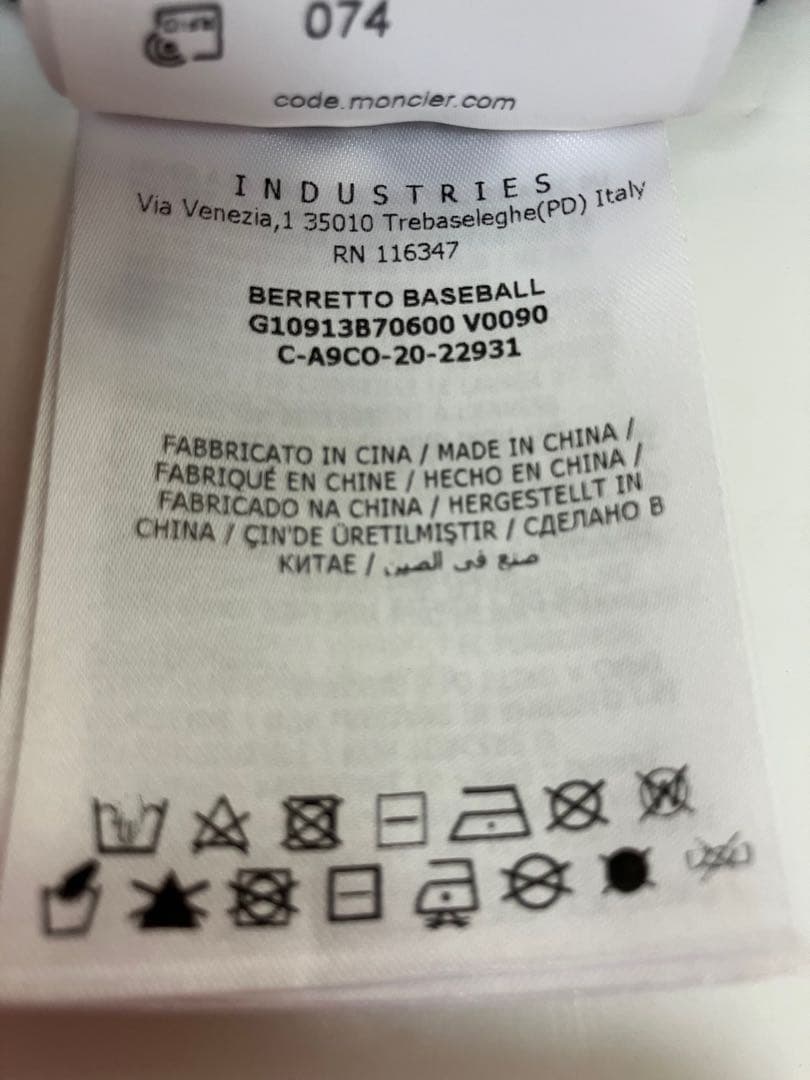 074
code.moncler.com
INDUSTRIES
Via Venezia,1 35010 Trebaseleghe(PD) Italy
RN 116347
BERRETTO BASEBALL
G10913B70600 V0090
C-A9CO-20-22931
FABBRICATO IN CINA / MADE IN CHINA /
FABRIQUÉ EN CHINE / HECHO EN CHINA /
FABRICADO NA CHINA / HERGESTELLT IN
CHINA / ÇIN'DE ÜRETILMIŞTIR / СДЕЛАНО В
КИТАЕ / صنع في الصين